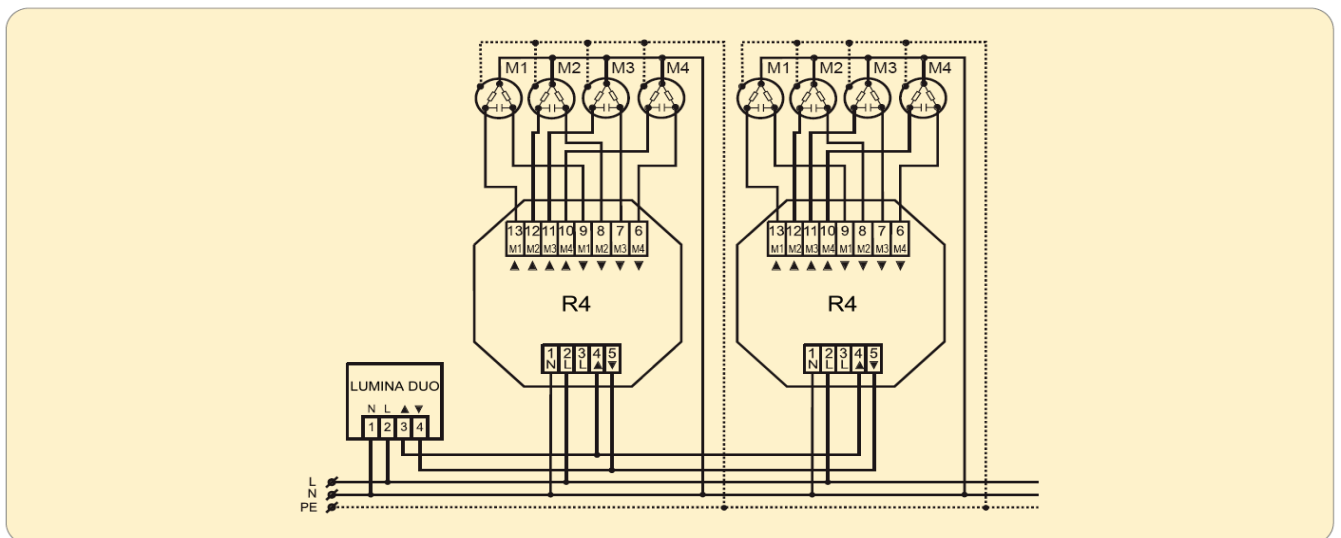 M1 M2 M3 M4 M1 M2 M3 M4
13 12 11 10 9 8 7 6 13 12 11 10 9 8 7 6
M1 M2 M3 M4 M1 M2 M3 M4 M1 M2 M3 M4 M1 M2 M3 M4
▲ ▲ ▲ ▲ ▼ ▼ ▼ ▼ ▲ ▲ ▲ ▲ ▼ ▼ ▼ ▼
R4 R4
1 2 3 4 5 1 2 3 4 5
N L L ▲ ▼ N L L ▲ ▼
LUMINA DUO
N L ▲ ▼
1 2 3 4
L
N
PE